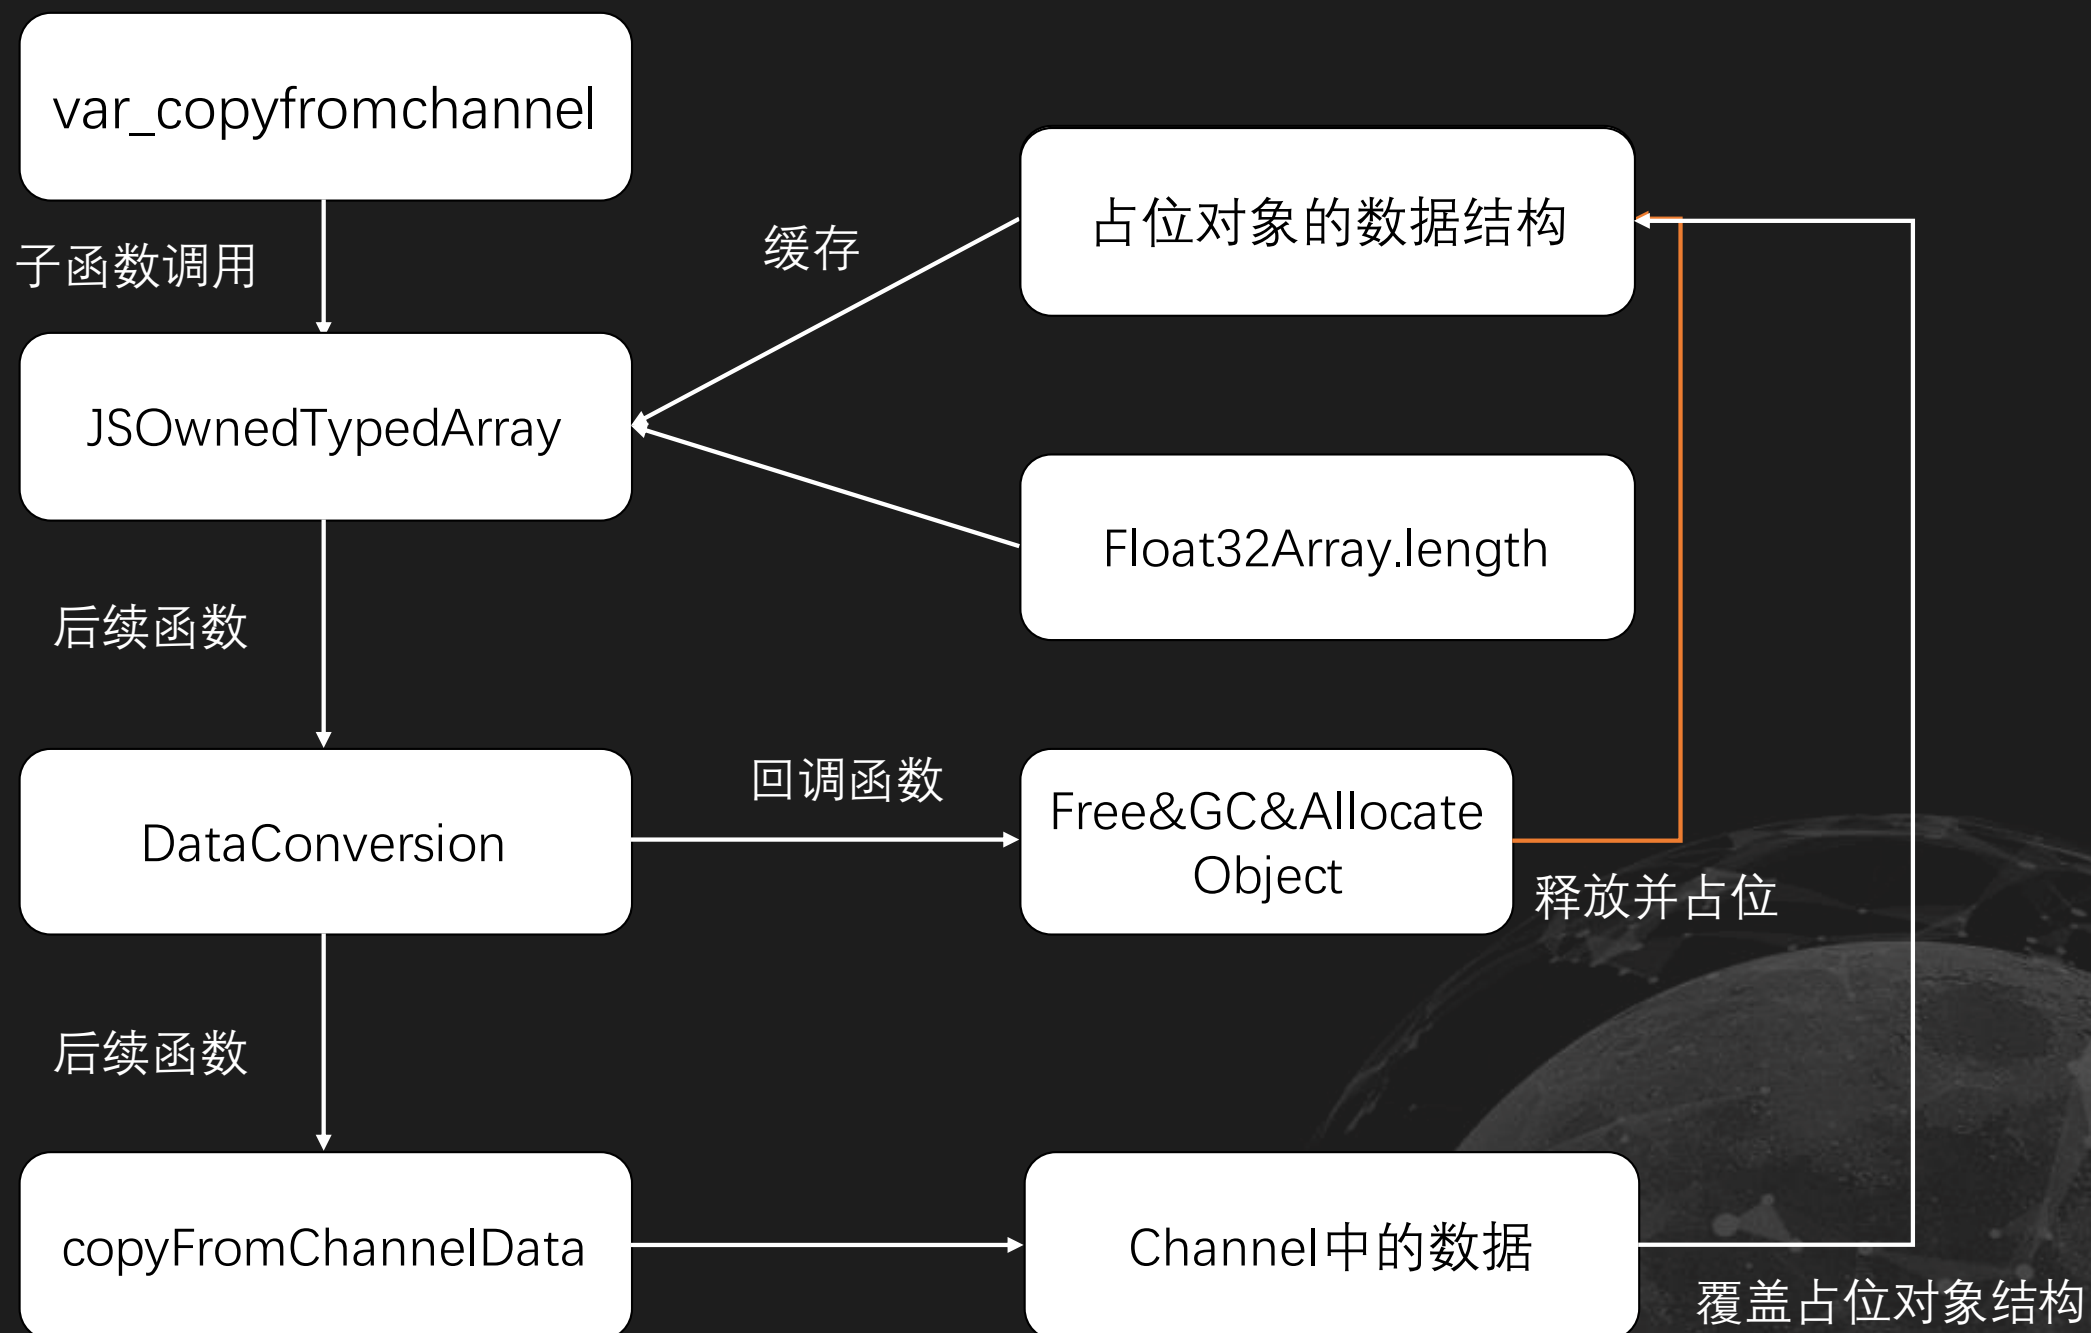 var_copyfromchannel
子函数调用
占位对象的数据结构
缓存
JSOwnedTypedArray
Float32Array.length
后续函数
DataConversion
回调函数
Free&GC&Allocate
Object
释放并占位
后续函数
copyFromChannelData
Channel中的数据
覆盖占位对象结构